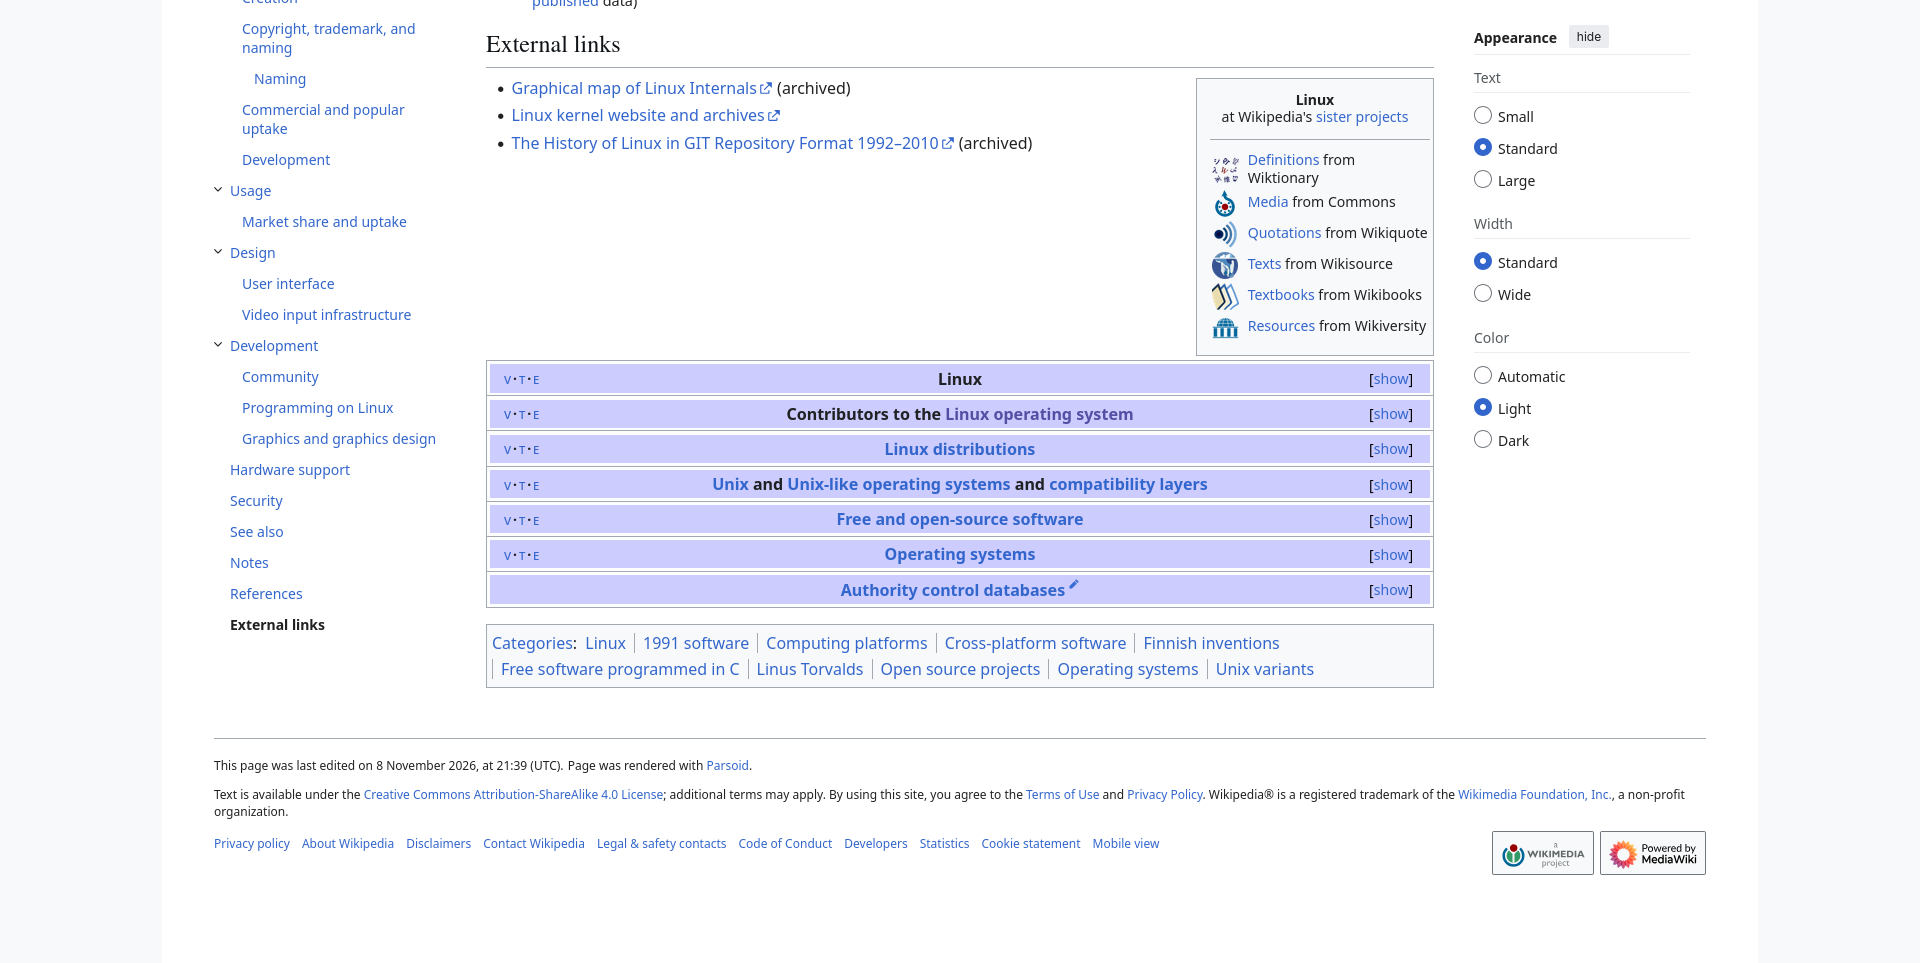 Creation
Copyright, trademark, and
naming
Naming
Commercial and popular
uptake
Development
Usage
Market share and uptake
Design
User interface
Video input infrastructure
Development
Community
Programming on Linux
Graphics and graphics design
Hardware support
Security
See also
Notes
References
External links
published data)
External links
Graphical map of Linux Internals (archived)
Linux kernel website and archives
The History of Linux in GIT Repository Format 1992–2010 (archived)
Linux
at Wikipedia's sister projects
Definitions from
Wiktionary
Media from Commons
Quotations from Wikiquote
Texts from Wikisource
Textbooks from Wikibooks
Resources from Wikiversity
V·T·E Linux [show]
V·T·E Contributors to the Linux operating system [show]
V·T·E Linux distributions [show]
V·T·E Unix and Unix-like operating systems and compatibility layers [show]
V·T·E Free and open-source software [show]
V·T·E Operating systems [show]
Authority control databases [show]
Categories: Linux | 1991 software | Computing platforms | Cross-platform software | Finnish inventions
| Free software programmed in C | Linus Torvalds | Open source projects | Operating systems | Unix variants
Appearance hide
Text
Small
Standard
Large
Width
Standard
Wide
Color
Automatic
Light
Dark
This page was last edited on 8 November 2026, at 21:39 (UTC). Page was rendered with Parsoid.
Text is available under the Creative Commons Attribution-ShareAlike 4.0 License; additional terms may apply. By using this site, you agree to the Terms of Use and Privacy Policy. Wikipedia® is a registered trademark of the Wikimedia Foundation, Inc., a non-profit
organization.
Privacy policy About Wikipedia Disclaimers Contact Wikipedia Legal & safety contacts Code of Conduct Developers Statistics Cookie statement Mobile view
a
WIKIMEDIA
project
Powered by
MediaWiki